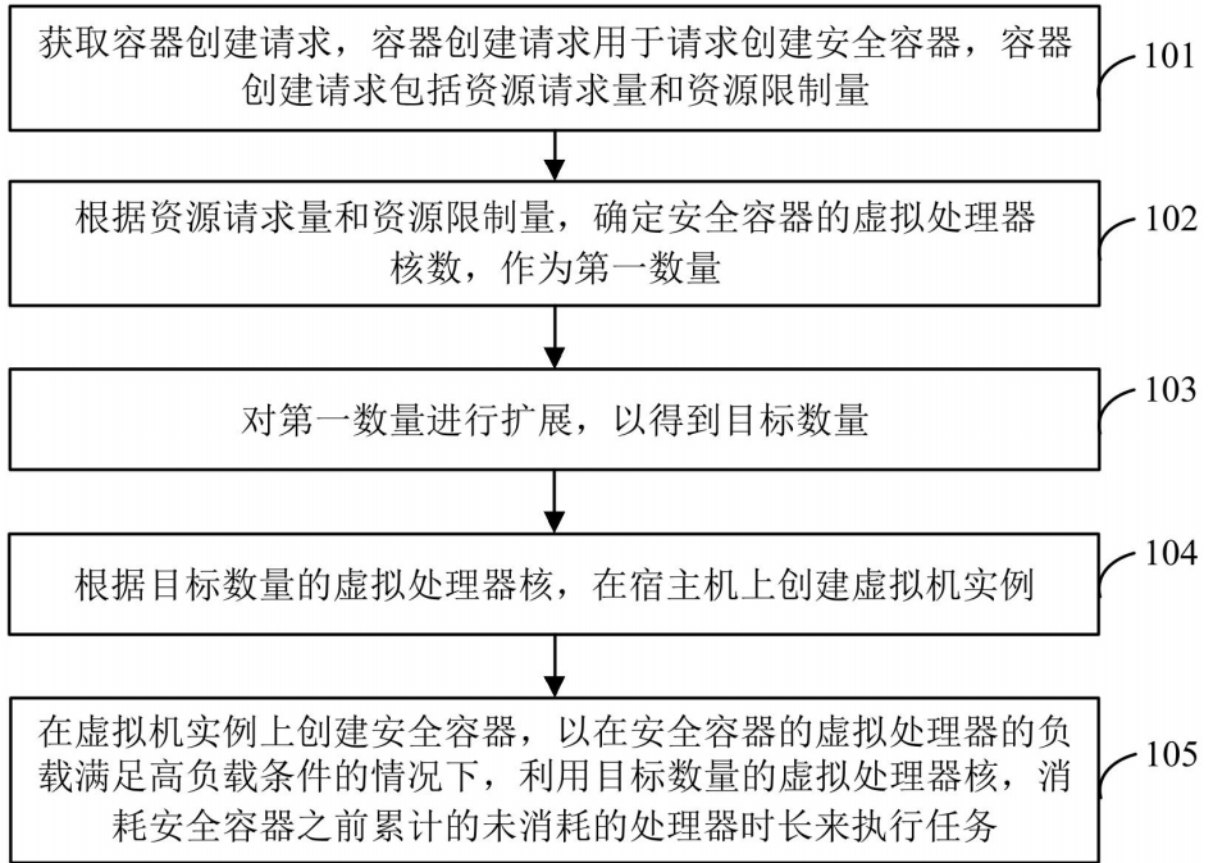 获取容器创建请求，容器创建请求用于请求创建安全容器，容器
创建请求包括资源请求量和资源限制量
101
根据资源请求量和资源限制量，确定安全容器的虚拟处理器
核数，作为第一数量
102
对第一数量进行扩展，以得到目标数量
103
根据目标数量的虚拟处理器核，在宿主机上创建虚拟机实例
104
在虚拟机实例上创建安全容器，以在安全容器的虚拟处理器的负
载满足高负载条件的情况下，利用目标数量的虚拟处理器核，消
耗安全容器之前累计的未消耗的处理器时长来执行任务
105